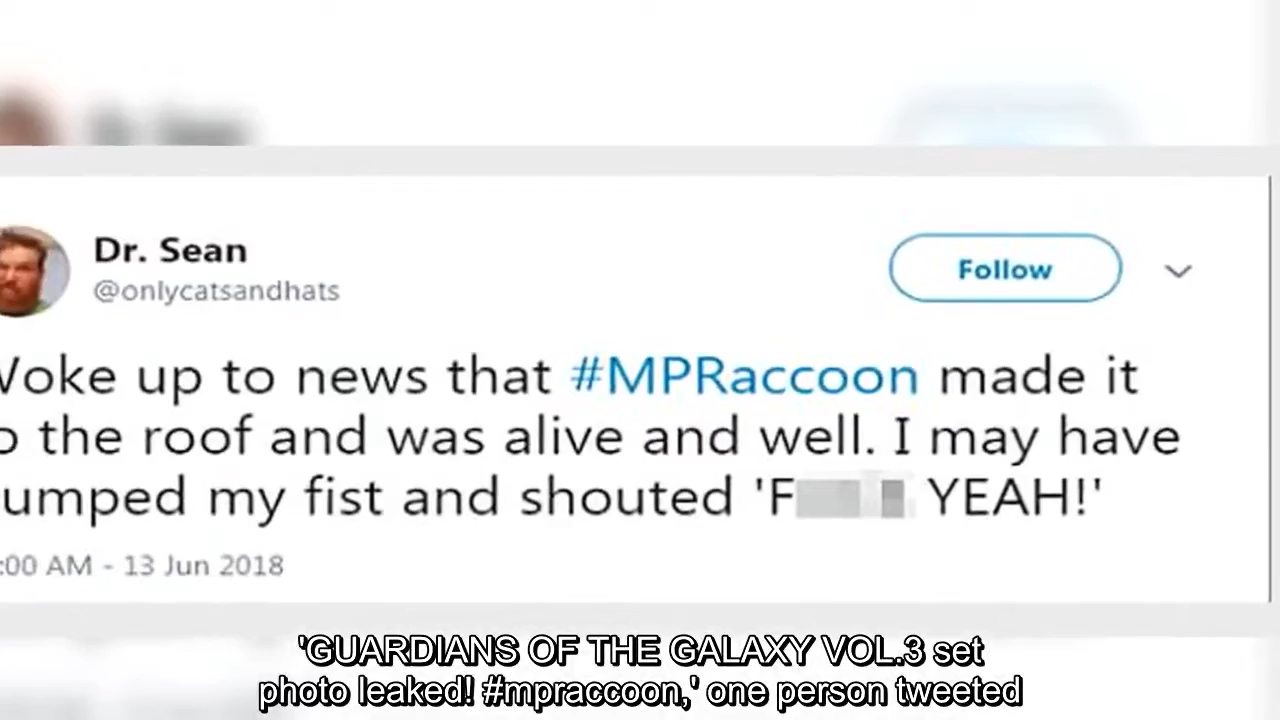 Dr. Sean
@onlycatsandhats
Follow
Woke up to news that #MPRaccoon made it
o the roof and was alive and well. I may have
umped my fist and shouted 'F YEAH!'
:00 AM - 13 Jun 2018
'GUARDIANS OF THE GALAXY VOL.3 set
photo leaked! #mpraccoon,' one person tweeted